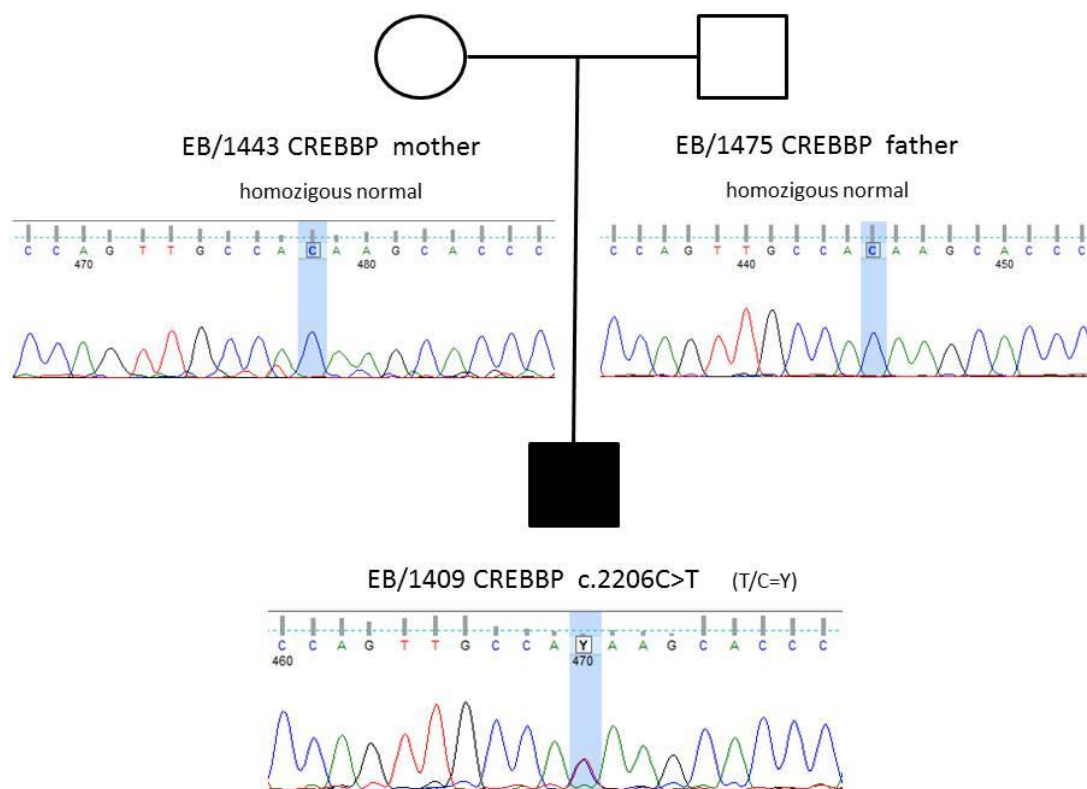 EB/1443 CREBBP mother
homozigous normal
EB/1475 CREBBP father
homozigous normal
C C A G T T G C C A C A A G C A C C C
470 480
C C A G T T G C C A C A A G C A C C C
440 450
EB/1409 CREBBP c.2206C>T (T/C=Y)
C C A G T T G C C A Y A A G C A C C C
460 470